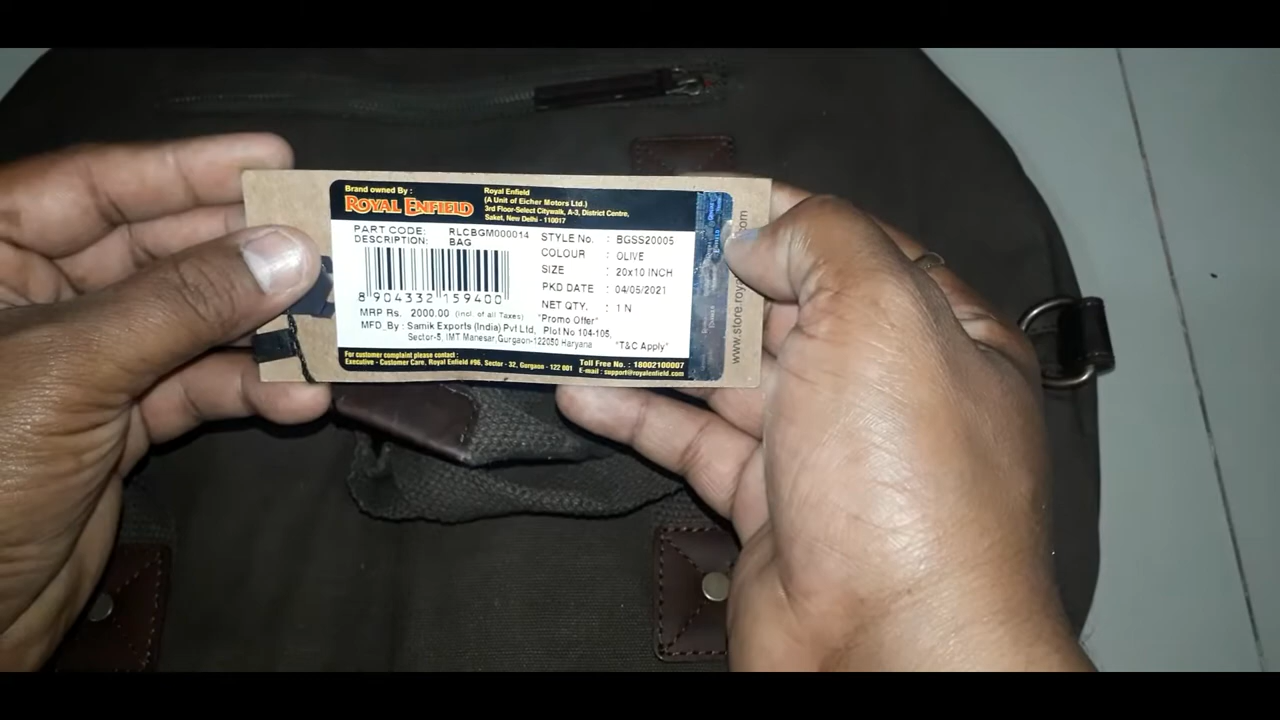 Brand owned By :
ROYAL ENFIELD
Royal Enfield
(A Unit of Eicher Motors Ltd.)
3rd Floor-Select Citywalk, A-3, District Centre,
Saket, New Delhi - 110017
PART CODE: RLCBGM000014
DESCRIPTION: BAG
8 904332 159400
MRP Rs. 2000.00 (incl. of all Taxes)
STYLE No. : BGSS20005
COLOUR : OLIVE
SIZE : 20x10 INCH
PKD DATE : 04/05/2021
NET QTY. : 1 N
"Promo Offer"
MFD. By : Samik Exports (India) Pvt Ltd, Plot No 104-105,
Sector-5, IMT Manesar, Gurgaon-122050 Haryana
"T&C Apply"
For customer complaint please contact :
Executive - Customer Care, Royal Enfield #96, Sector - 32, Gurgaon - 122 001
Toll Free No. : 18002100007
E-mail : support@royalenfield.com
www.store.roya
com